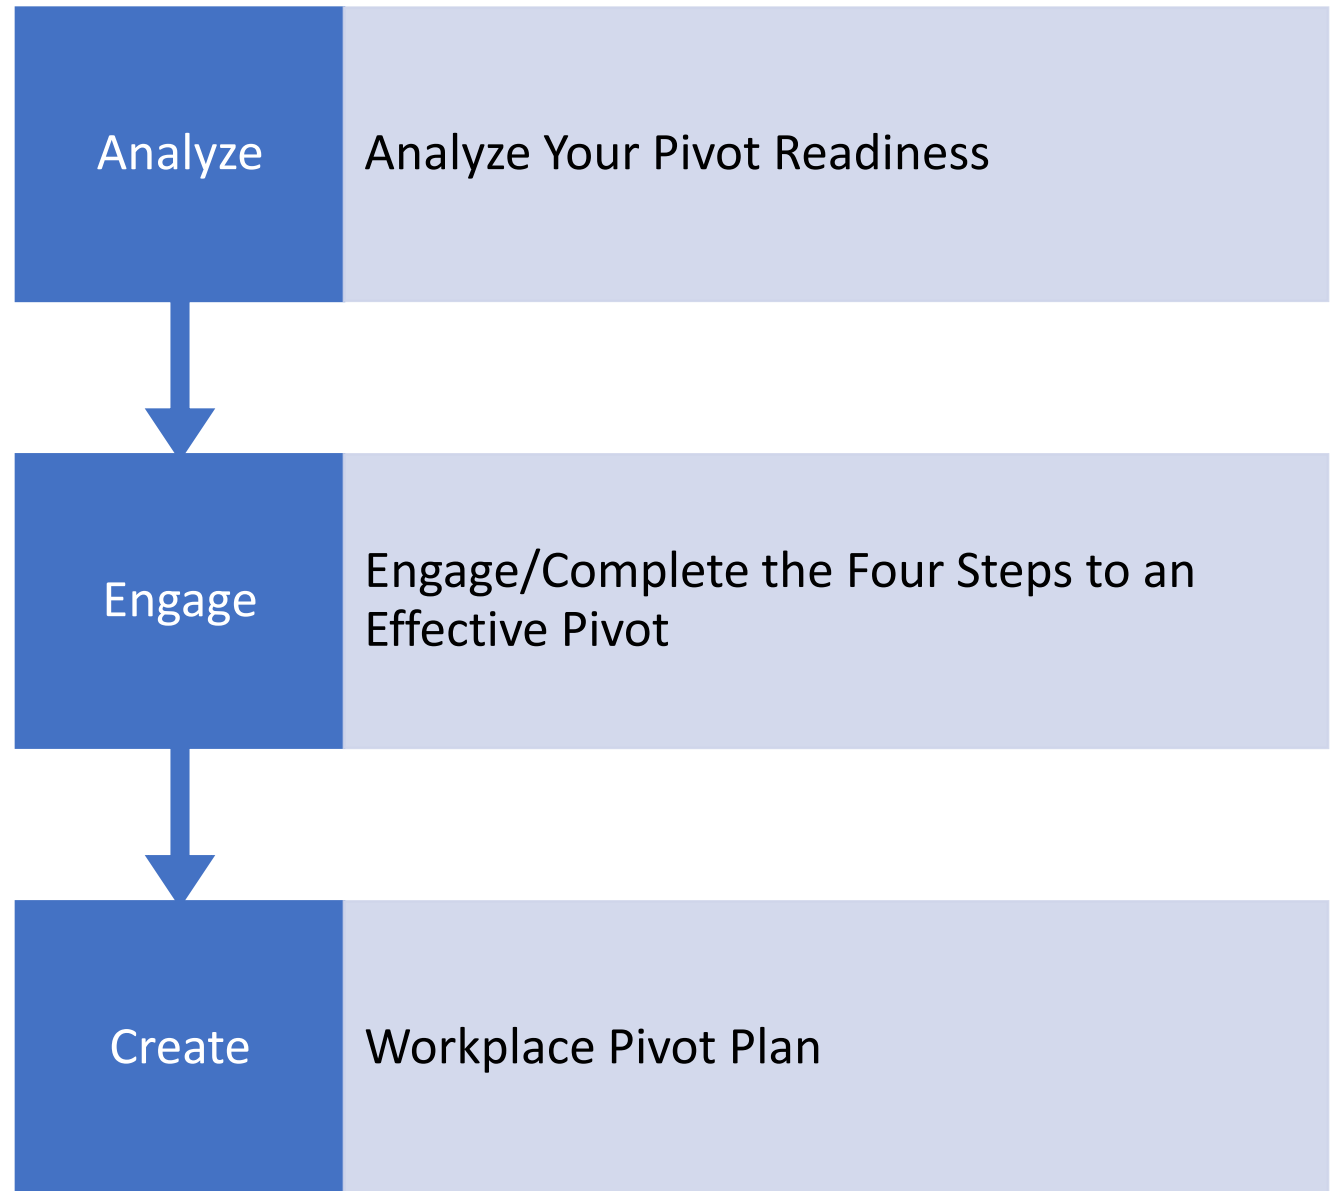 Analyze
Analyze Your Pivot Readiness
Engage
Engage/Complete the Four Steps to an
Effective Pivot
Create
Workplace Pivot Plan